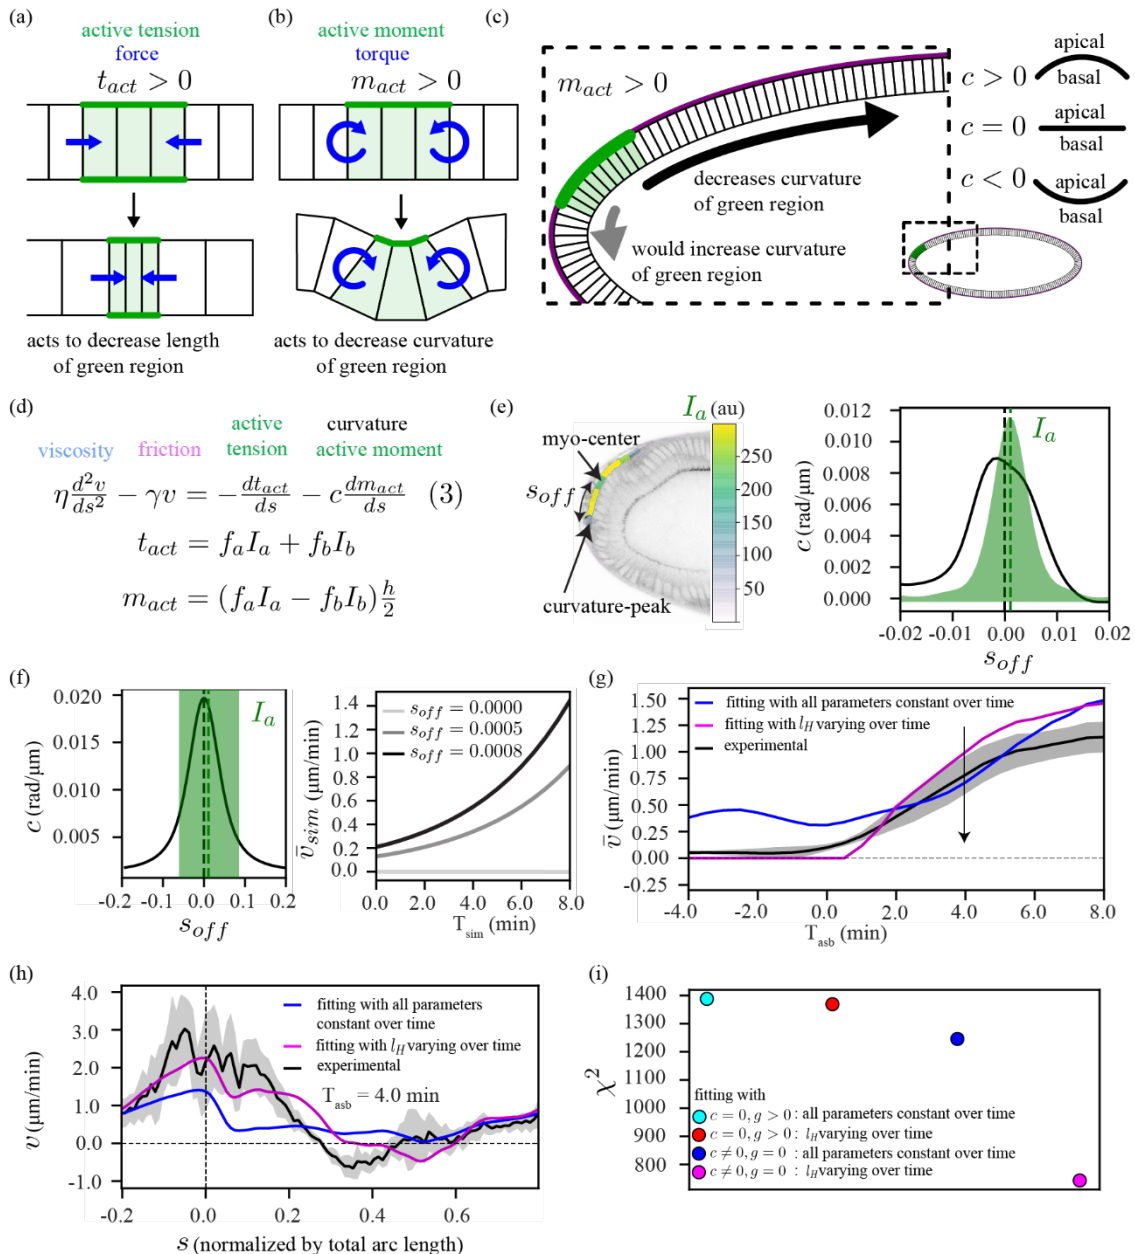 (a)
active tension
force
t_act > 0
acts to decrease length
of green region
(b)
active moment
torque
m_act > 0
acts to decrease curvature
of green region
(c)
m_act > 0
decreases curvature
of green region
would increase curvature
of green region
c > 0
apical
basal
c = 0
apical
basal
c < 0
apical
basal
(d)
viscosity
friction
active
tension
curvature
active moment
η d²v/ds² − γv = − dt_act/ds − c dm_act/ds (3)
t_act = f_a I_a + f_b I_b
m_act = (f_a I_a − f_b I_b) h/2
(e)
I_a (au)
myo-center
s_off
curvature-peak
250
200
150
100
50
c (rad/μm)
0.012
0.010
0.008
0.006
0.004
0.002
0.000
I_a
-0.02 -0.01 0.00 0.01 0.02
s_off
(f)
c (rad/μm)
0.020
0.015
0.010
0.005
I_a
-0.2 -0.1 0.0 0.1 0.2
s_off
v̄_sim (μm/min)
1.4
1.2
1.0
0.8
0.6
0.4
0.2
0.0
s_off = 0.0000
s_off = 0.0005
s_off = 0.0008
0.0 2.0 4.0 6.0 8.0
T_sim (min)
(g)
v̄ (μm/min)
1.50
1.25
1.00
0.75
0.50
0.25
0.00
-0.25
fitting with all parameters constant over time
fitting with l_H varying over time
experimental
-4.0 -2.0 0.0 2.0 4.0 6.0 8.0
T_asb (min)
(h)
v (μm/min)
4.0
3.0
2.0
1.0
0.0
-1.0
fitting with all parameters
constant over time
fitting with l_H varying over time
experimental
T_asb = 4.0 min
-0.2 0.0 0.2 0.4 0.6
s (normalized by total arc length)
(i)
χ²
1400
1300
1200
1100
1000
900
800
fitting with
c = 0, g > 0 : all parameters constant over time
c = 0, g > 0 : l_H varying over time
c ≠ 0, g = 0 : all parameters constant over time
c ≠ 0, g = 0 : l_H varying over time